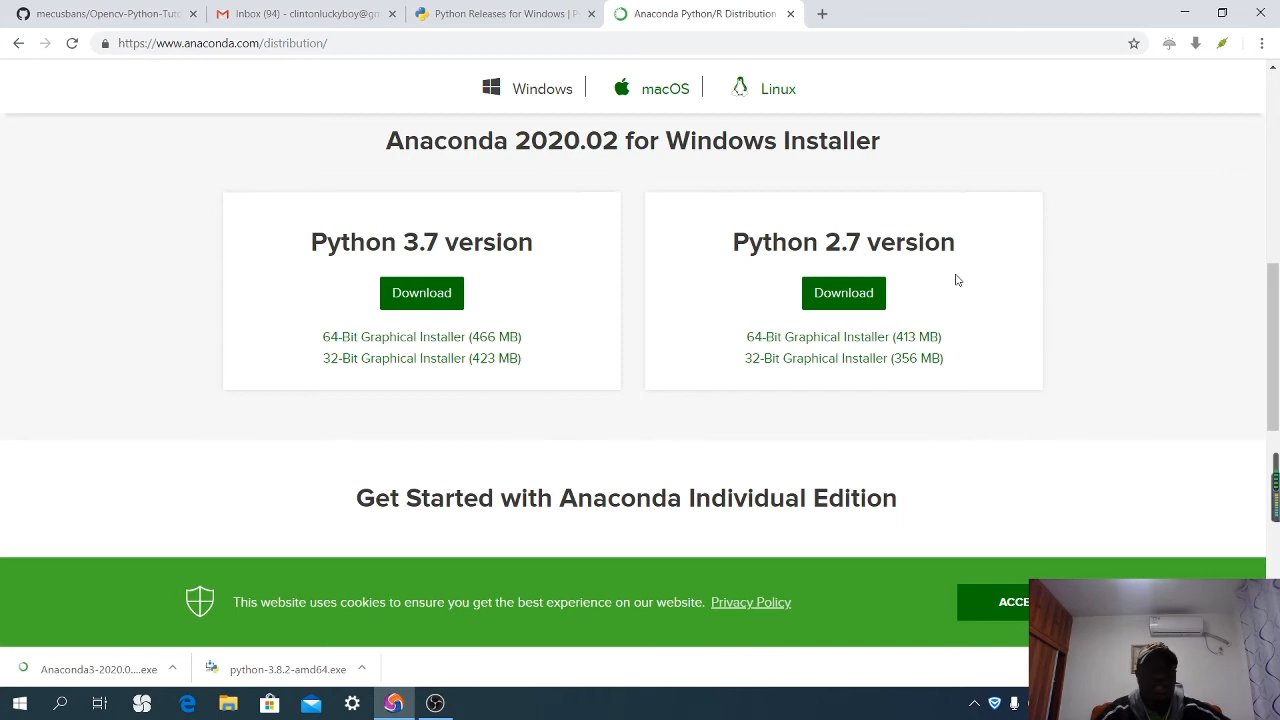 mecusbans/Opencv-Python-Tuto
Inbox (94) - clintonluckyboy@gm
Python Releases for Windows | P
Anaconda Python/R Distribution
https://www.anaconda.com/distribution/
Windows
macOS
Linux
Anaconda 2020.02 for Windows Installer
Python 3.7 version
Download
64-Bit Graphical Installer (466 MB)
32-Bit Graphical Installer (423 MB)
Python 2.7 version
Download
64-Bit Graphical Installer (413 MB)
32-Bit Graphical Installer (356 MB)
Get Started with Anaconda Individual Edition
This website uses cookies to ensure you get the best experience on our website. Privacy Policy
ACCE
Anaconda3-2020.0....exe
python-3.8.2-amd64.exe